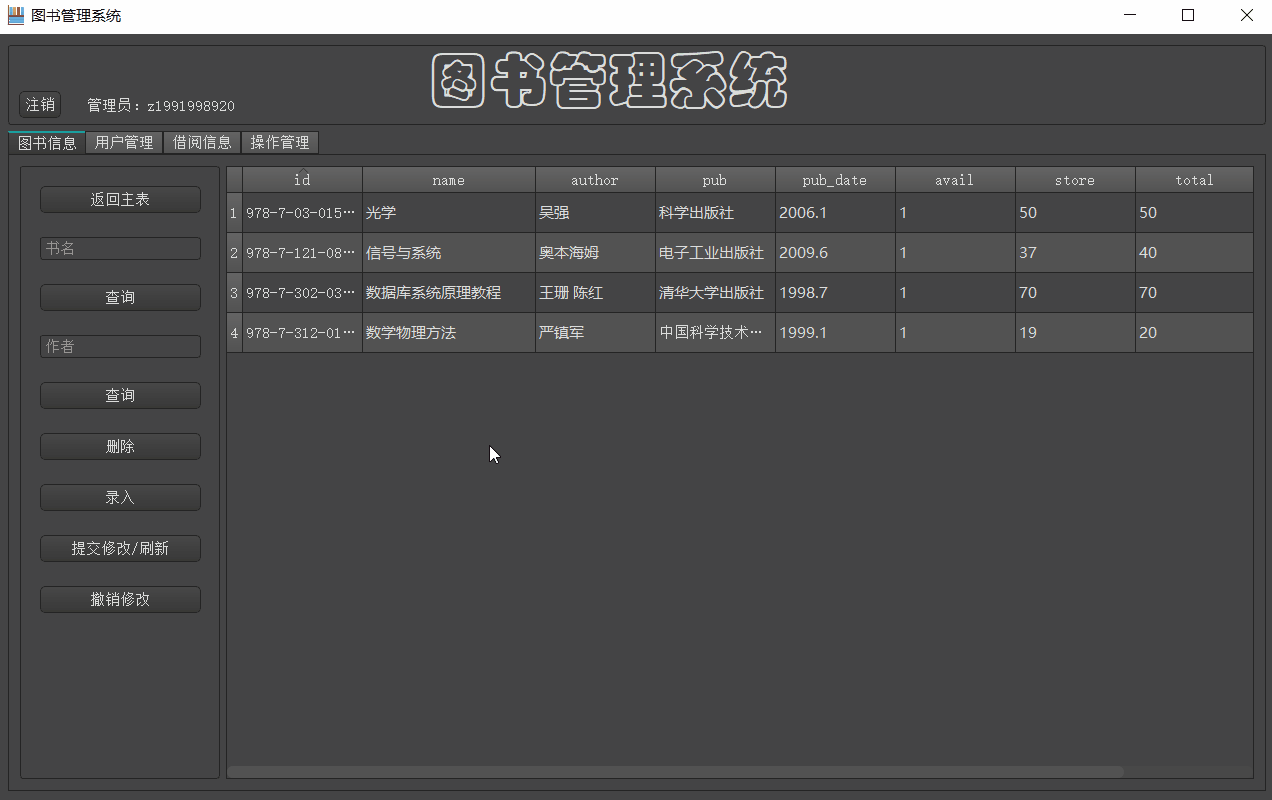 图书管理系统
图书管理系统
注销 管理员：z1991998920
图书信息 用户管理 借阅信息 操作管理
返回主表
书名
查询
作者
查询
删除
录入
提交修改/刷新
撤销修改
id name author pub pub_date avail store total
1 978-7-03-015… 光学 吴强 科学出版社 2006.1 1 50 50
2 978-7-121-08… 信号与系统 奥本海姆 电子工业出版社 2009.6 1 37 40
3 978-7-302-03… 数据库系统原理教程 王珊 陈红 清华大学出版社 1998.7 1 70 70
4 978-7-312-01… 数学物理方法 严镇军 中国科学技术… 1999.1 1 19 20